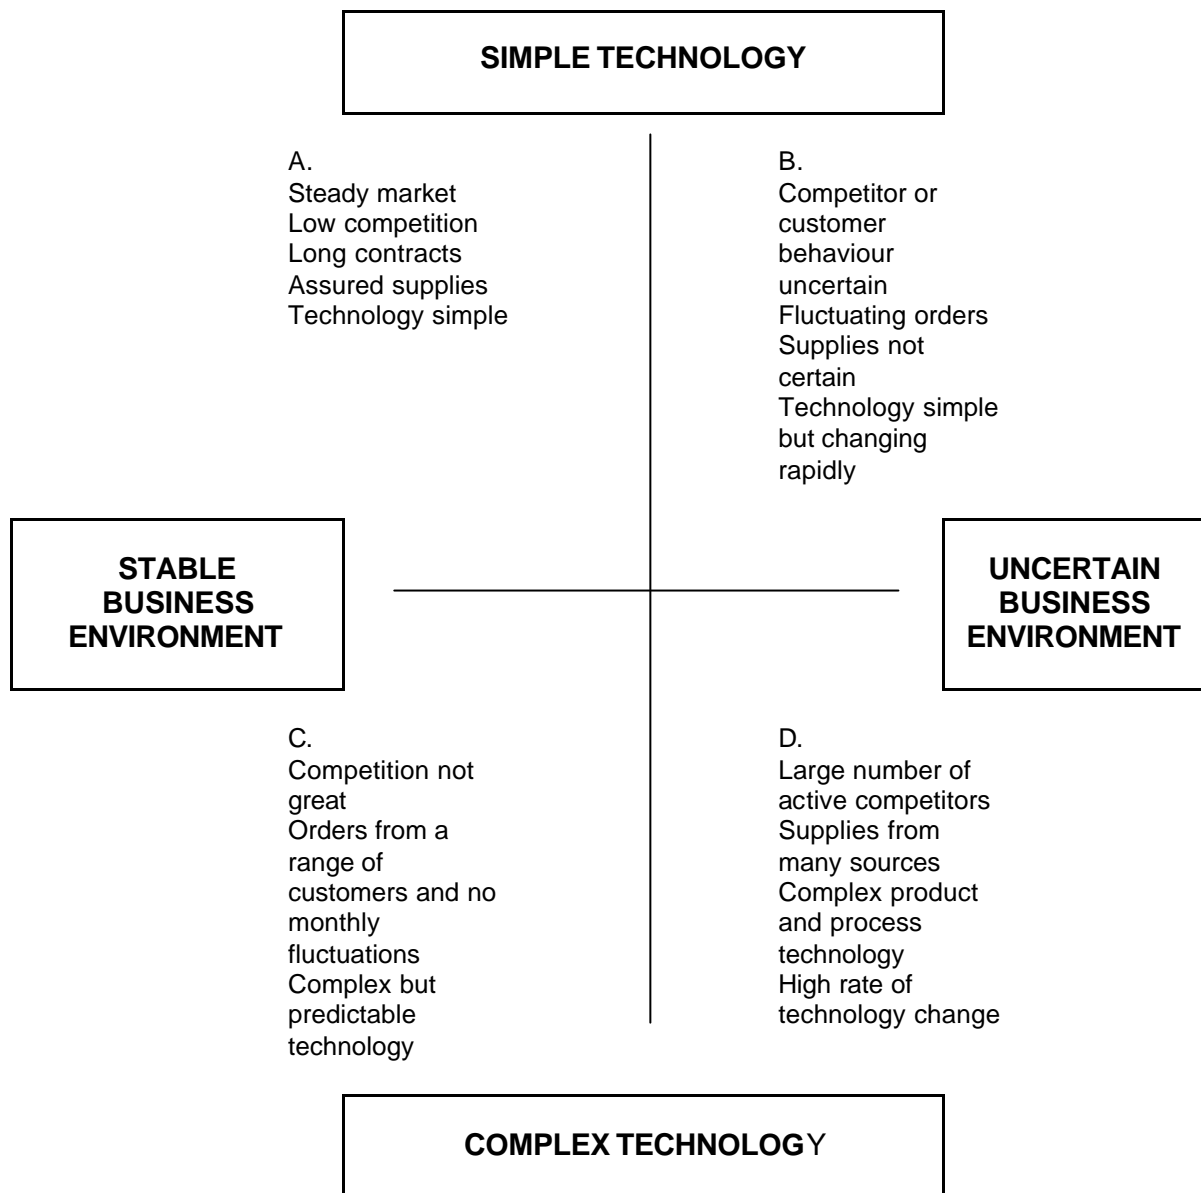 SIMPLE TECHNOLOGY
A.
Steady market
Low competition
Long contracts
Assured supplies
Technology simple
B.
Competitor or
customer
behaviour
uncertain
Fluctuating orders
Supplies not
certain
Technology simple
but changing
rapidly
STABLE
BUSINESS
ENVIRONMENT
UNCERTAIN
BUSINESS
ENVIRONMENT
C.
Competition not
great
Orders from a
range of
customers and no
monthly
fluctuations
Complex but
predictable
technology
D.
Large number of
active competitors
Supplies from
many sources
Complex product
and process
technology
High rate of
technology change
COMPLEX TECHNOLOGY